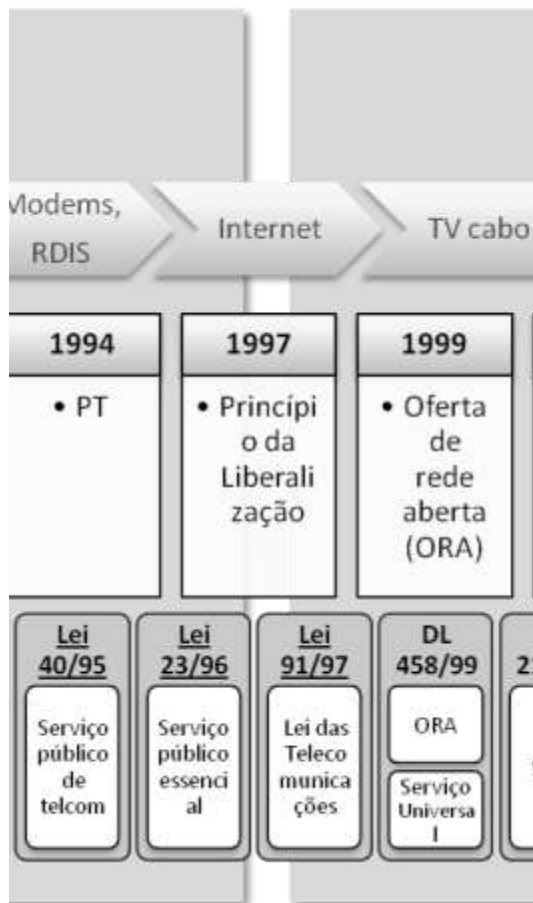 Modems,
RDIS
Internet
TV cabo
1994
• PT
1997
• Princípi
o da
Liberali
zação
1999
• Oferta
de
rede
aberta
(ORA)
Lei
40/95
Serviço
público
de
telcom
Lei
23/96
Serviço
público
essenci
al
Lei
91/97
Lei das
Teleco
munica
ções
DL
458/99
ORA
Serviço
Universa
l